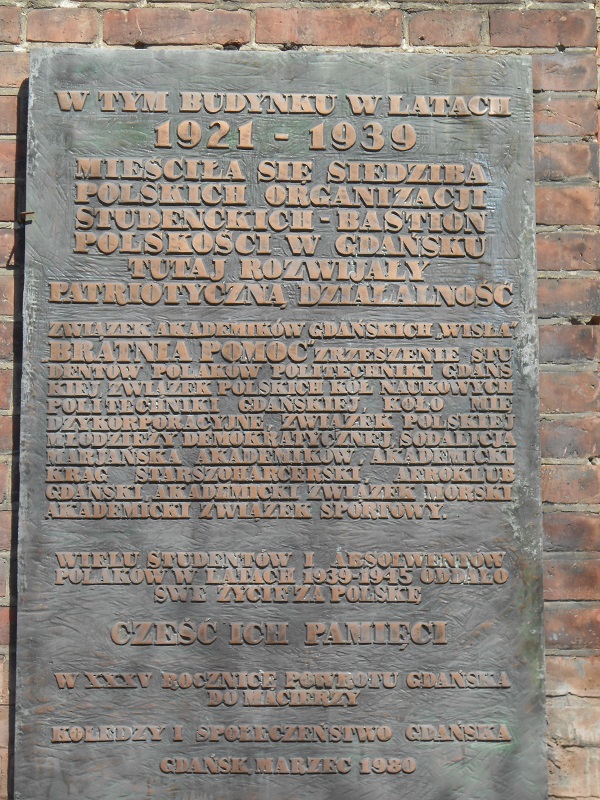 W TYM BUDYNKU W LATACH
1921 - 1939
MIEŚCIŁA SIĘ SIEDZIBA
POLSKICH ORGANIZACJI
STUDENCKICH - BASTION
POLSKOŚCI W GDAŃSKU
TUTAJ ROZWIJAŁY
PATRIOTYCZNĄ DZIAŁALNOŚĆ
ZWIĄZEK AKADEMIKÓW GDAŃSKICH „WISŁA”
BRATNIA POMOC” ZRZESZENIE STU
DENTÓW POLAKÓW POLITECHNIKI GDAŃS
KIEJ, ZWIĄZEK POLSKICH KÓŁ NAUKOWYCH
POLITECHNIKI GDAŃSKIEJ, KOŁO MIĘ
DZYKORPORACYJNE, ZWIĄZEK POLSKIEJ
MŁODZIEŻY DEMOKRATYCZNEJ, SODALICJA
MARJAŃSKA AKADEMIKÓW, AKADEMICKI
KRĄG STARSZOHARCERSKI, AEROKLUB
GDAŃSKI, AKADEMICKI ZWIĄZEK MORSKI
AKADEMICKI ZWIĄZEK SPORTOWY.
WIELU STUDENTÓW I ABSOLWENTÓW
POLAKÓW W LATACH 1939-1945 ODDAŁO
SWE ŻYCIE ZA POLSKĘ
CZEŚĆ ICH PAMIĘCI
W XXXV ROCZNICĘ POWROTU GDAŃSKA
DO MACIERZY
KOLEDZY I SPOŁECZEŃSTWO GDAŃSKA
GDAŃSK, MARZEC 1980